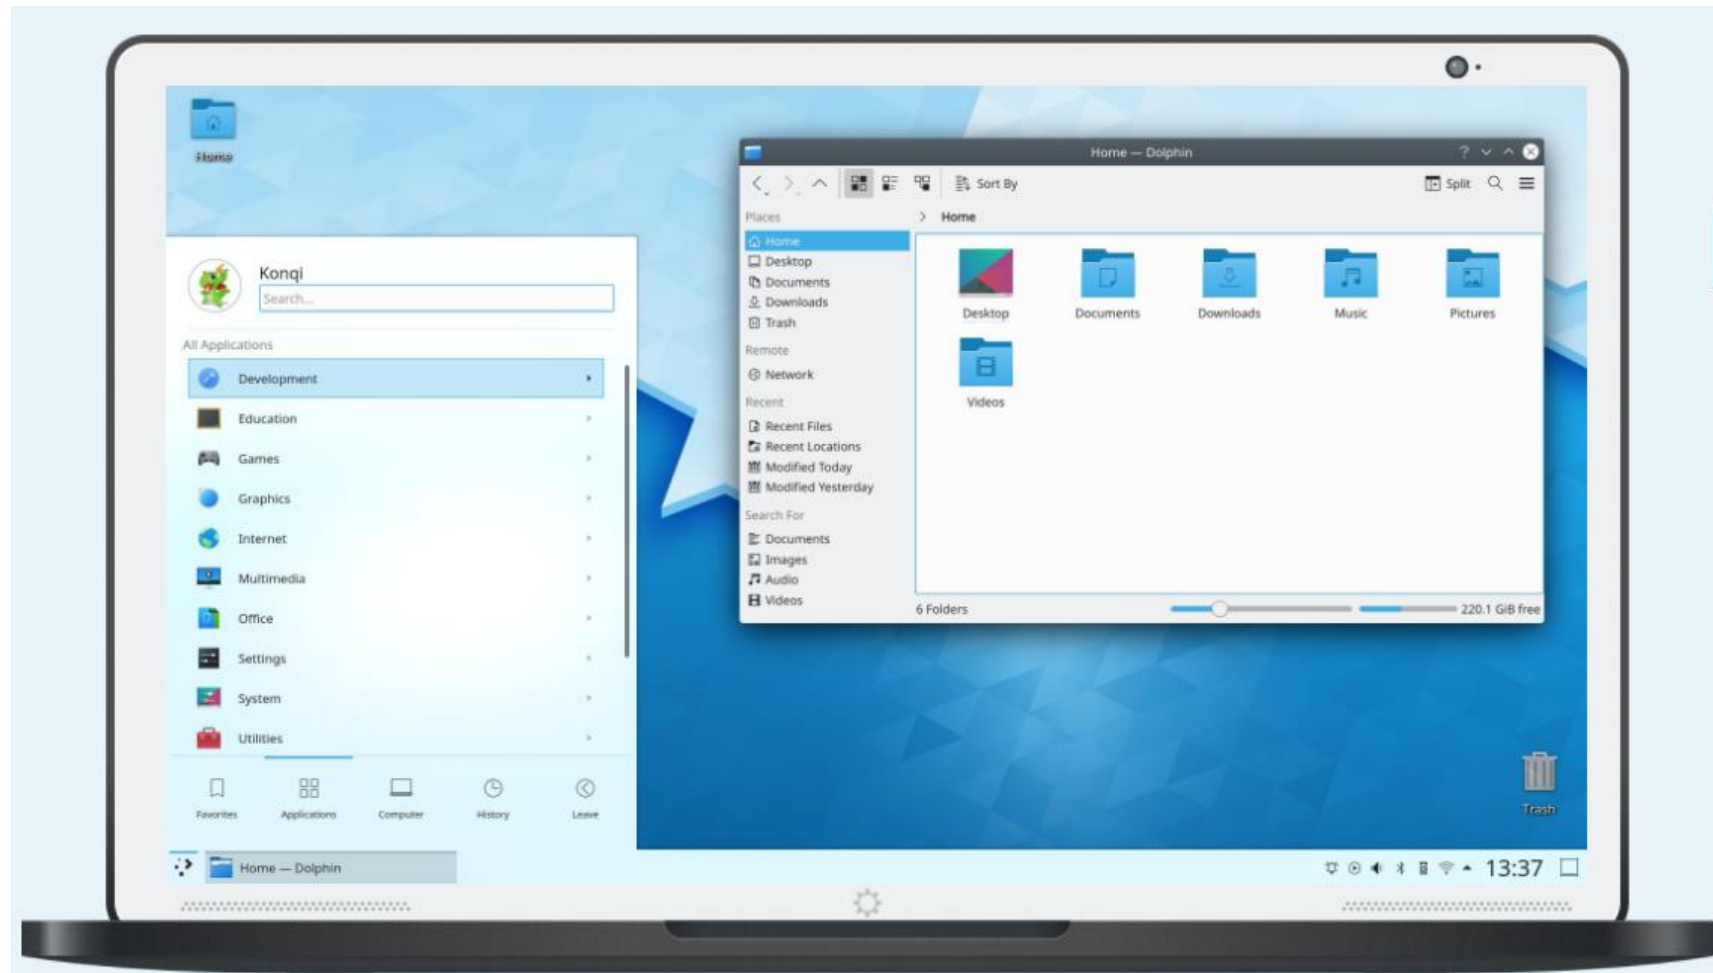 Home
Konqi
Search...
All Applications
Development
Education
Games
Graphics
Internet
Multimedia
Office
Settings
System
Utilities
Favorites Applications Computer History Leave
Home — Dolphin
Sort By
Split
Places
Home
Desktop
Documents
Downloads
Trash
Remote
Network
Recent
Recent Files
Recent Locations
Modified Today
Modified Yesterday
Search For
Documents
Images
Audio
Videos
> Home
Desktop Documents Downloads Music Pictures
Videos
6 Folders 220.1 GiB free
Trash
Home — Dolphin 13:37